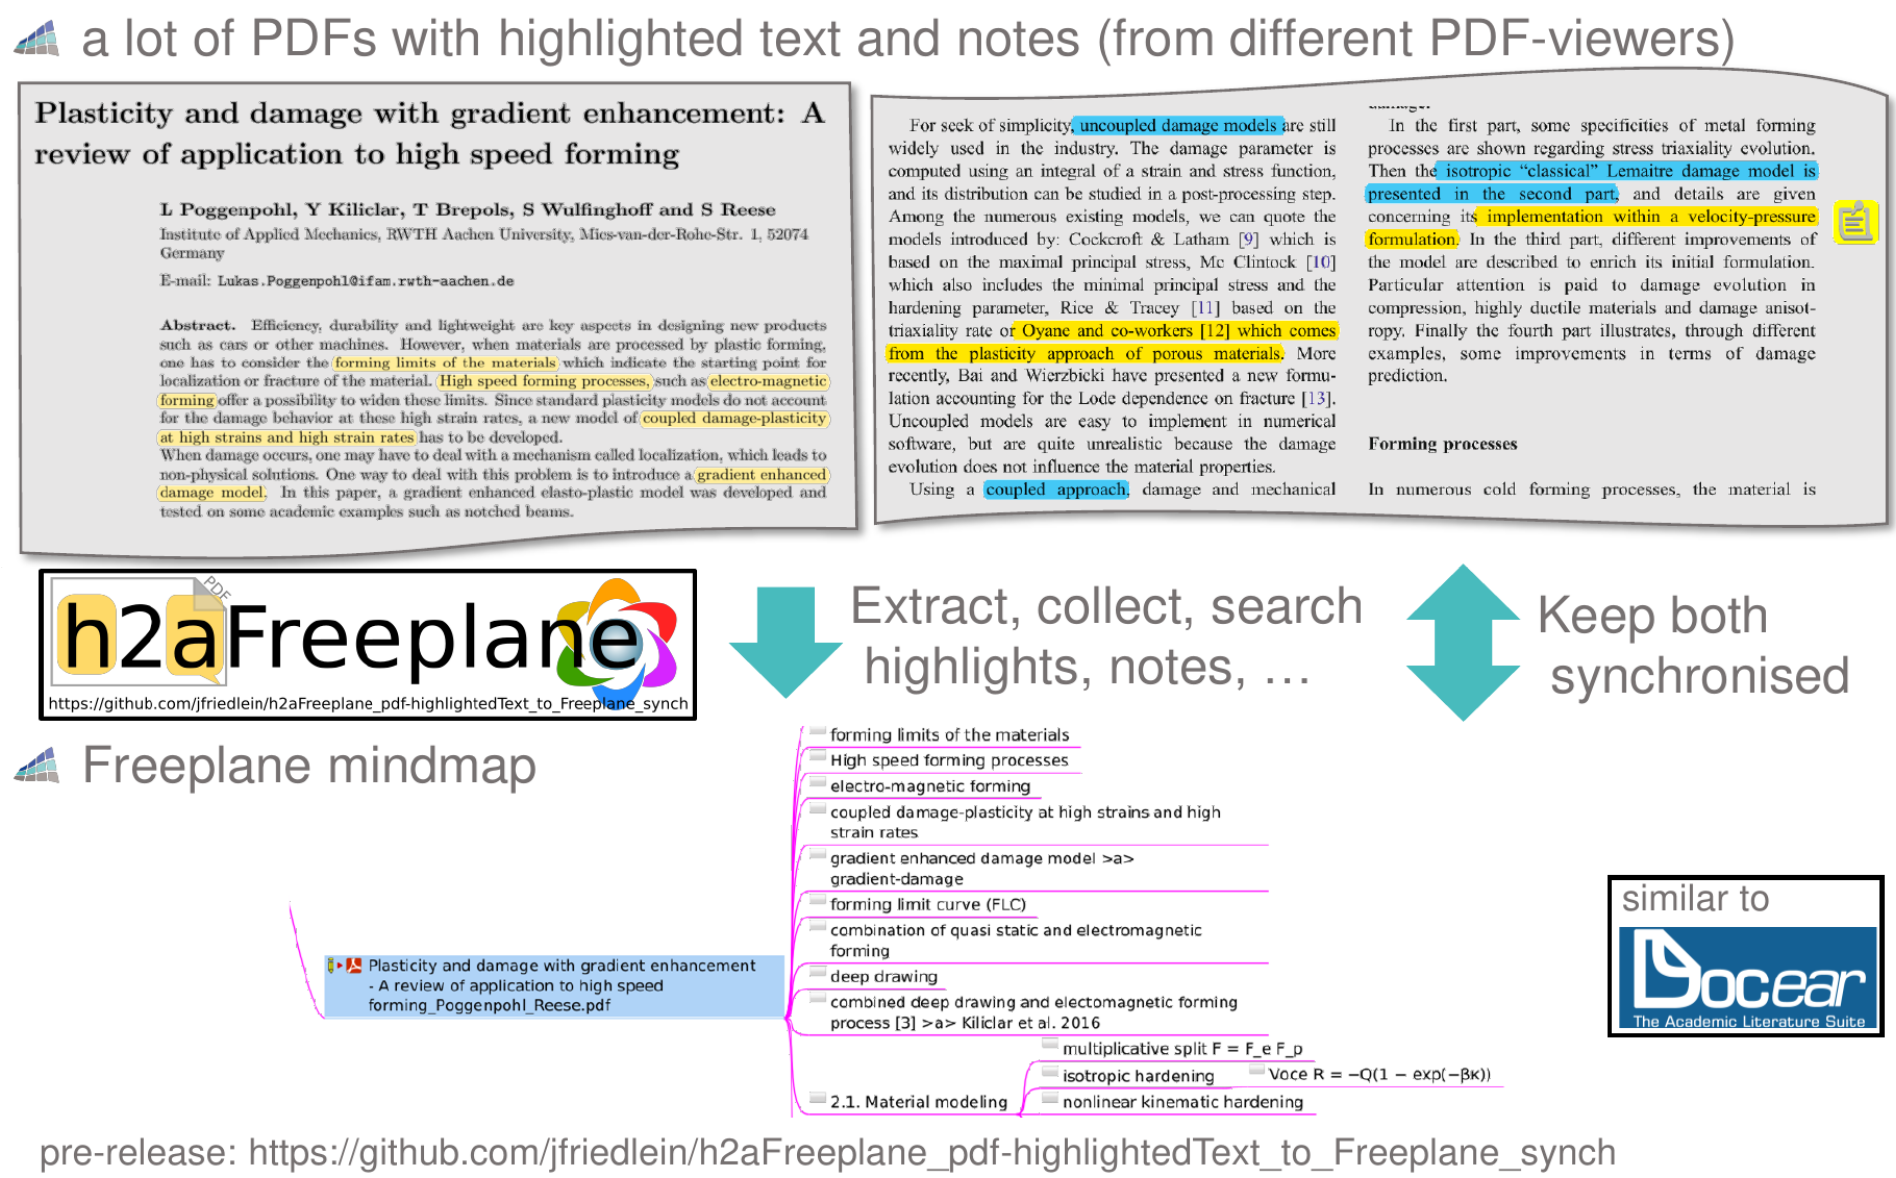 a lot of PDFs with highlighted text and notes (from different PDF-viewers)
Plasticity and damage with gradient enhancement: A
review of application to high speed forming
L Poggenpohl, Y Kiliclar, T Brepols, S Wulfinghoff and S Reese
Institute of Applied Mechanics, RWTH Aachen University, Mies-van-der-Rohe-Str. 1, 52074
Germany
E-mail: Lukas.Poggenpohl@ifam.rwth-aachen.de
Abstract. Efficiency, durability and lightweight are key aspects in designing new products
such as cars or other machines. However, when materials are processed by plastic forming,
one has to consider the forming limits of the materials which indicate the starting point for
localization or fracture of the material. High speed forming processes, such as electro-magnetic
forming offer a possibility to widen these limits. Since standard plasticity models do not account
for the damage behavior at these high strain rates, a new model of coupled damage-plasticity
at high strains and high strain rates has to be developed.
When damage occurs, one may have to deal with a mechanism called localization, which leads to
non-physical solutions. One way to deal with this problem is to introduce a gradient enhanced
damage model. In this paper, a gradient enhanced elasto-plastic model was developed and
tested on some academic examples such as notched beams.
For seek of simplicity, uncoupled damage models are still
widely used in the industry. The damage parameter is
computed using an integral of a strain and stress function,
and its distribution can be studied in a post-processing step.
Among the numerous existing models, we can quote the
models introduced by: Cockcroft & Latham [9] which is
based on the maximal principal stress, Mc Clintock [10]
which also includes the minimal principal stress and the
hardening parameter, Rice & Tracey [11] based on the
triaxiality rate or Oyane and co-workers [12] which comes
from the plasticity approach of porous materials. More
recently, Bai and Wierzbicki have presented a new formu-
lation accounting for the Lode dependence on fracture [13].
Uncoupled models are easy to implement in numerical
software, but are quite unrealistic because the damage
evolution does not influence the material properties.
Using a coupled approach, damage and mechanical
damage.
In the first part, some specificities of metal forming
processes are shown regarding stress triaxiality evolution.
Then the isotropic “classical” Lemaitre damage model is
presented in the second part, and details are given
concerning its implementation within a velocity-pressure
formulation. In the third part, different improvements of
the model are described to enrich its initial formulation.
Particular attention is paid to damage evolution in
compression, highly ductile materials and damage anisot-
ropy. Finally the fourth part illustrates, through different
examples, some improvements in terms of damage
prediction.
Forming processes
In numerous cold forming processes, the material is
PDF
h2aFreeplane
https://github.com/jfriedlein/h2aFreeplane_pdf-highlightedText_to_Freeplane_synch
Extract, collect, search
highlights, notes, …
Keep both
synchronised
Freeplane mindmap
forming limits of the materials
High speed forming processes
electro-magnetic forming
coupled damage-plasticity at high strains and high
strain rates
gradient enhanced damage model >a>
gradient-damage
forming limit curve (FLC)
combination of quasi static and electromagnetic
forming
deep drawing
combined deep drawing and electomagnetic forming
process [3] >a> Kiliclar et al. 2016
Plasticity and damage with gradient enhancement
- A review of application to high speed
forming_Poggenpohl_Reese.pdf
2.1. Material modeling
multiplicative split F = F_e F_p
isotropic hardening
Voce R = −Q(1 − exp(−βκ))
nonlinear kinematic hardening
similar to
Docear
The Academic Literature Suite
pre-release: https://github.com/jfriedlein/h2aFreeplane_pdf-highlightedText_to_Freeplane_synch